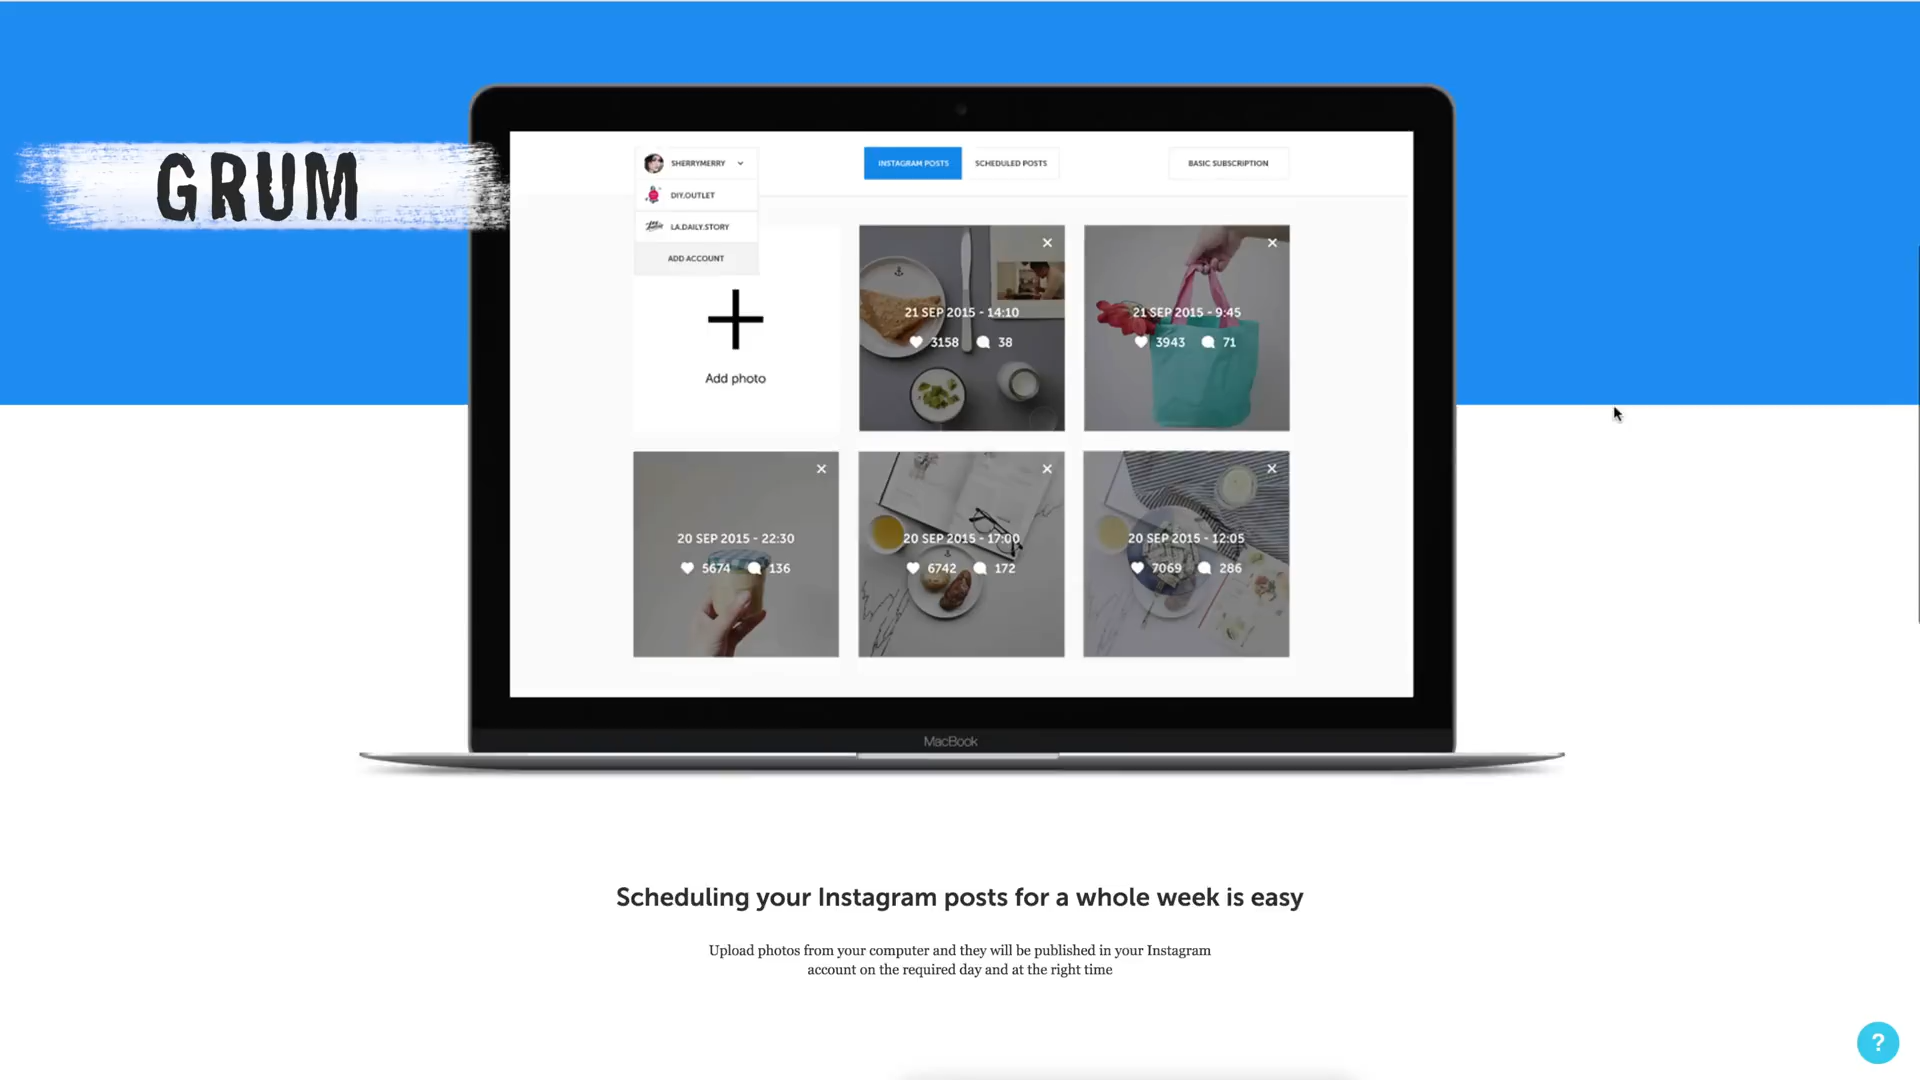 GRUM
SHERRYMERRY
DIY.OUTLET
LA.DAILY.STORY
ADD ACCOUNT
INSTAGRAM POSTS
SCHEDULED POSTS
BASIC SUBSCRIPTION
Add photo
21 SEP 2015 - 14:10
3158 38
21 SEP 2015 - 9:45
3943 71
20 SEP 2015 - 22:30
5674 136
20 SEP 2015 - 17:00
6742 172
20 SEP 2015 - 12:05
7069 286
MacBook
Scheduling your Instagram posts for a whole week is easy
Upload photos from your computer and they will be published in your Instagram
account on the required day and at the right time
?